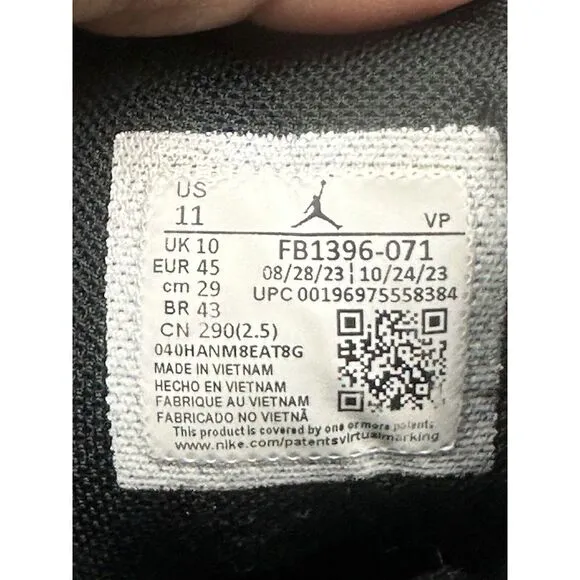 US
11
VP
UK 10
EUR 45
cm 29
BR 43
CN 290(2.5)
FB1396-071
08/28/23 | 10/24/23
UPC 00196975558384
040HANM8EAT8G
MADE IN VIETNAM
HECHO EN VIETNAM
FABRIQUE AU VIETNAM
FABRICADO NO VIETNÃ
This product is covered by one or more patents
www.nike.com/patentsvirtualmarking